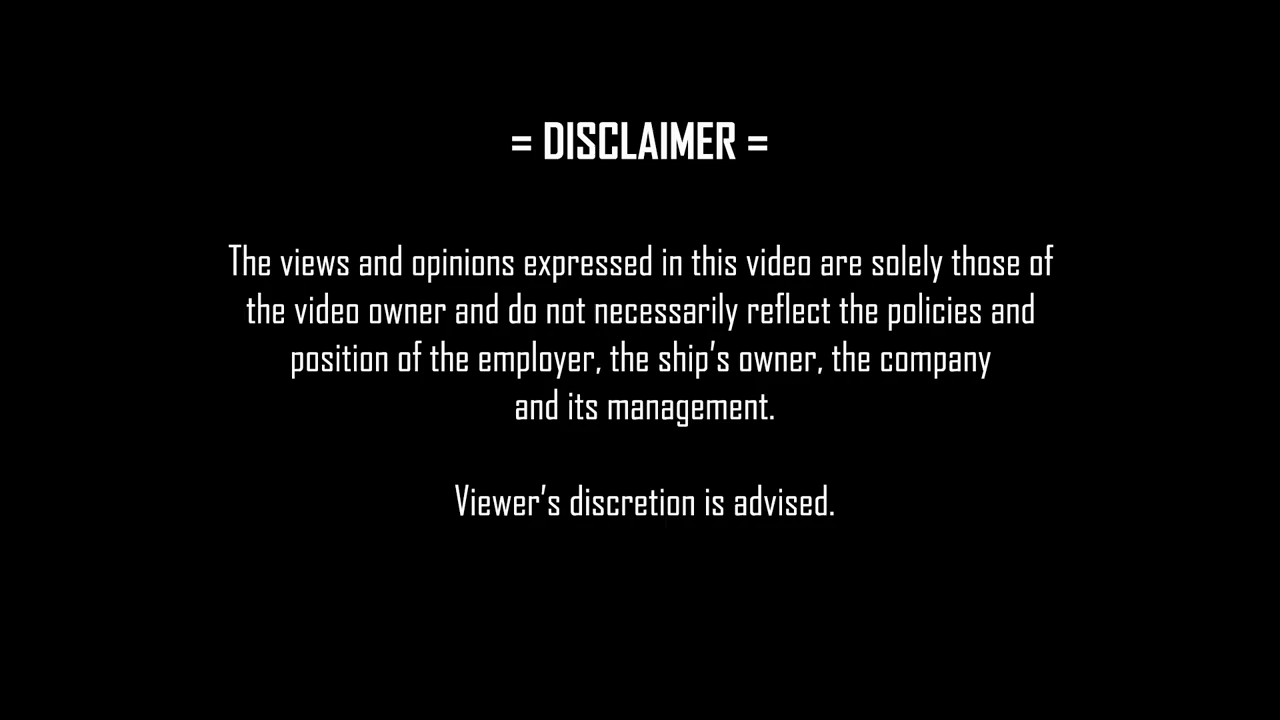 = DISCLAIMER =
The views and opinions expressed in this video are solely those of
the video owner and do not necessarily reflect the policies and
position of the employer, the ship’s owner, the company
and its management.
Viewer’s discretion is advised.